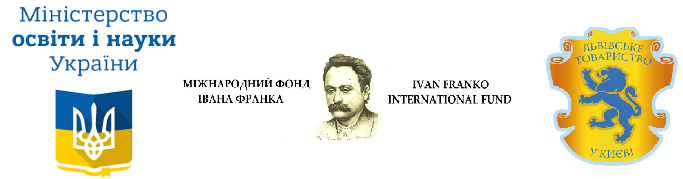 Міністерство
освіти і науки
України
МІЖНАРОДНИЙ ФОНД
ІВАНА ФРАНКА
IVAN FRANKO
INTERNATIONAL FUND
ЛЬВІВСЬКЕ
ТОВАРИСТВО
У КИЄВІ